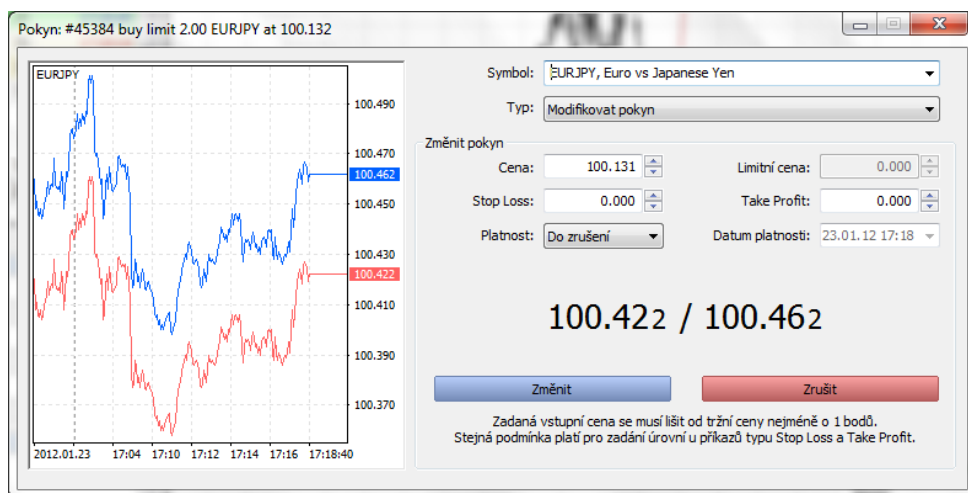 Pokyn: #45384 buy limit 2.00 EURJPY at 100.132
EURJPY
100.490
100.470
100.462
100.450
100.430
100.422
100.410
100.390
100.370
2012.01.23 17:04 17:10 17:12 17:14 17:16 17:18:40
Symbol: EURJPY, Euro vs Japanese Yen
Typ: Modifikovat pokyn
Změnit pokyn
Cena: 100.131 Limitní cena: 0.000
Stop Loss: 0.000 Take Profit: 0.000
Platnost: Do zrušení Datum platnosti: 23.01.12 17:18
100.422 / 100.462
Změnit Zrušit
Zadaná vstupní cena se musí lišit od tržní ceny nejméně o 1 bodů.
Stejná podmínka platí pro zadání úrovní u příkazů typu Stop Loss a Take Profit.